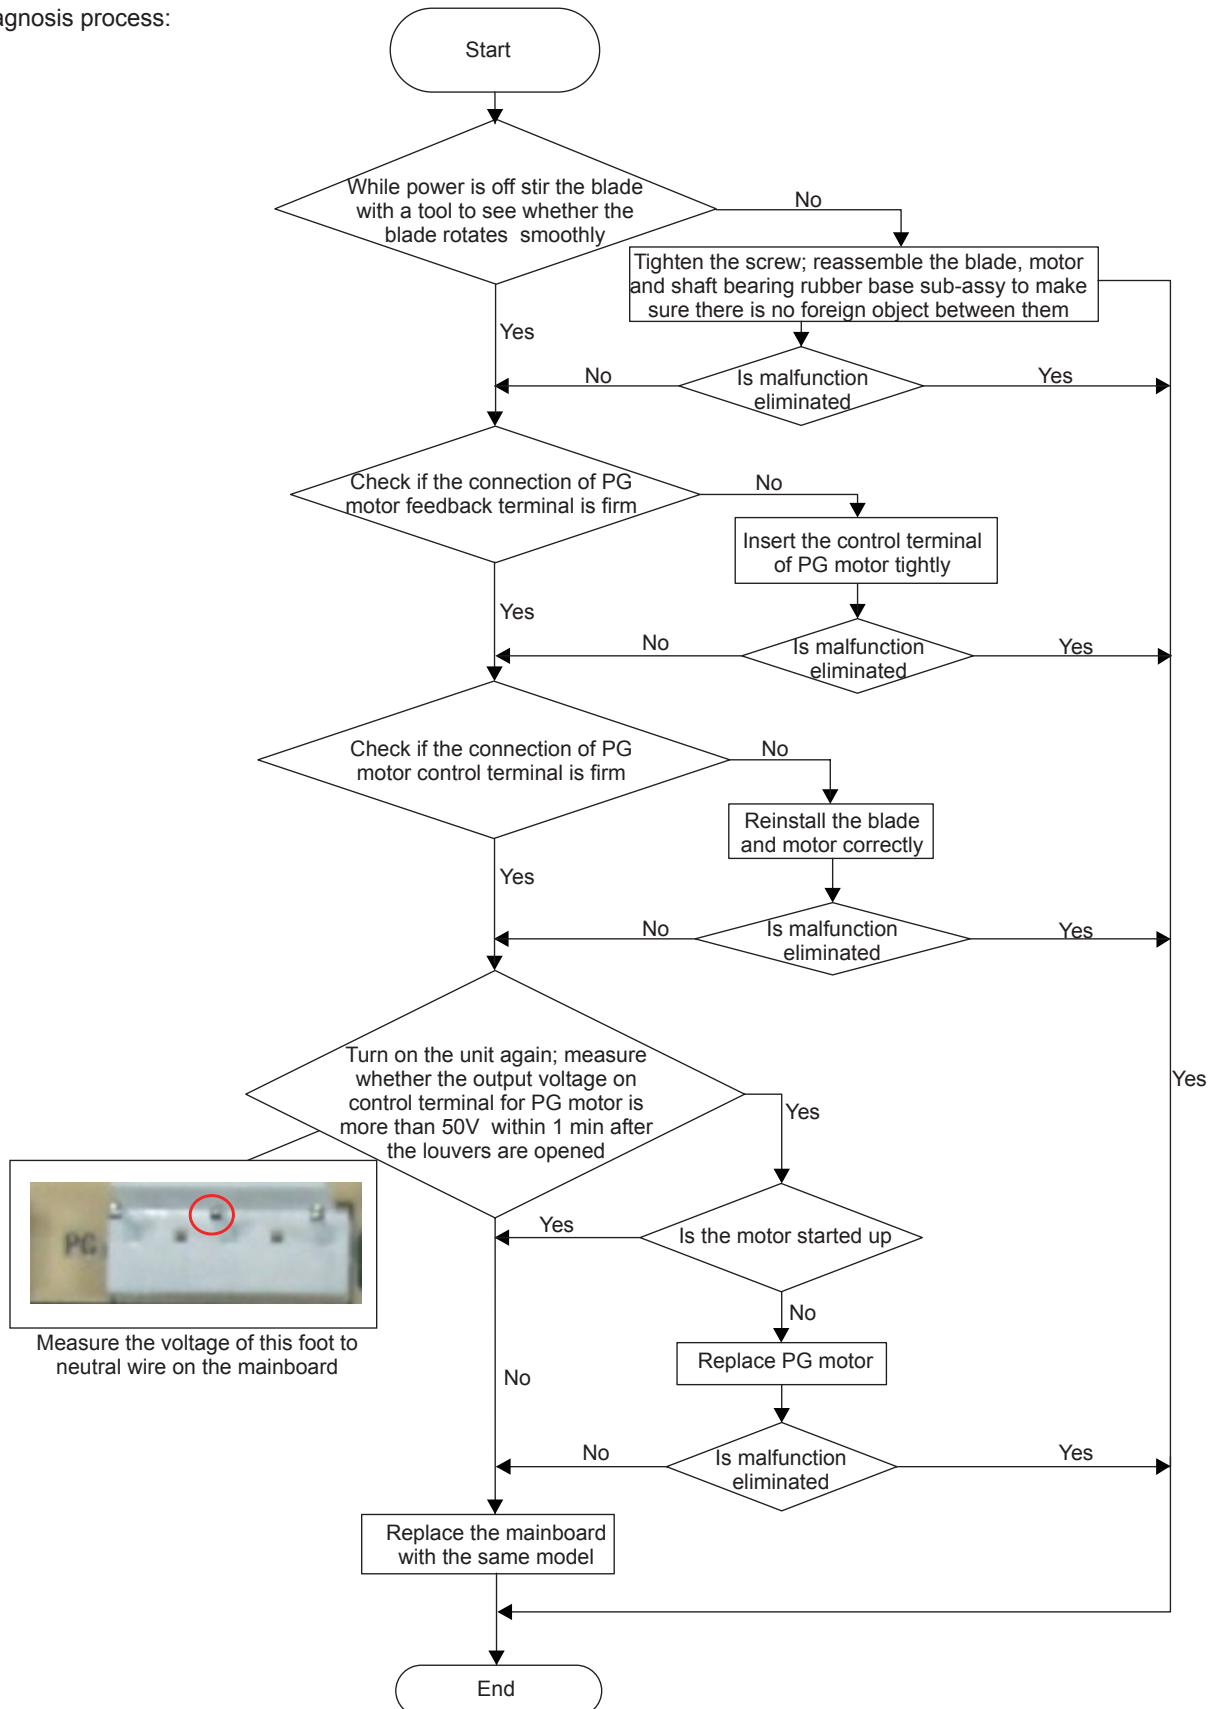 agnosis process:
Start
While power is off stir the blade
with a tool to see whether the
blade rotates smoothly
No
Tighten the screw; reassemble the blade, motor
and shaft bearing rubber base sub-assy to make
sure there is no foreign object between them
Yes
No
Is malfunction
eliminated
Yes
Check if the connection of PG
motor feedback terminal is firm
No
Insert the control terminal
of PG motor tightly
Yes
No
Is malfunction
eliminated
Yes
Check if the connection of PG
motor control terminal is firm
No
Reinstall the blade
and motor correctly
Yes
No
Is malfunction
eliminated
Yes
Turn on the unit again; measure
whether the output voltage on
control terminal for PG motor is
more than 50V within 1 min after
the louvers are opened
Yes
Yes
PG
Measure the voltage of this foot to
neutral wire on the mainboard
Yes
Is the motor started up
No
Replace PG motor
No
No
Is malfunction
eliminated
Yes
Replace the mainboard
with the same model
End